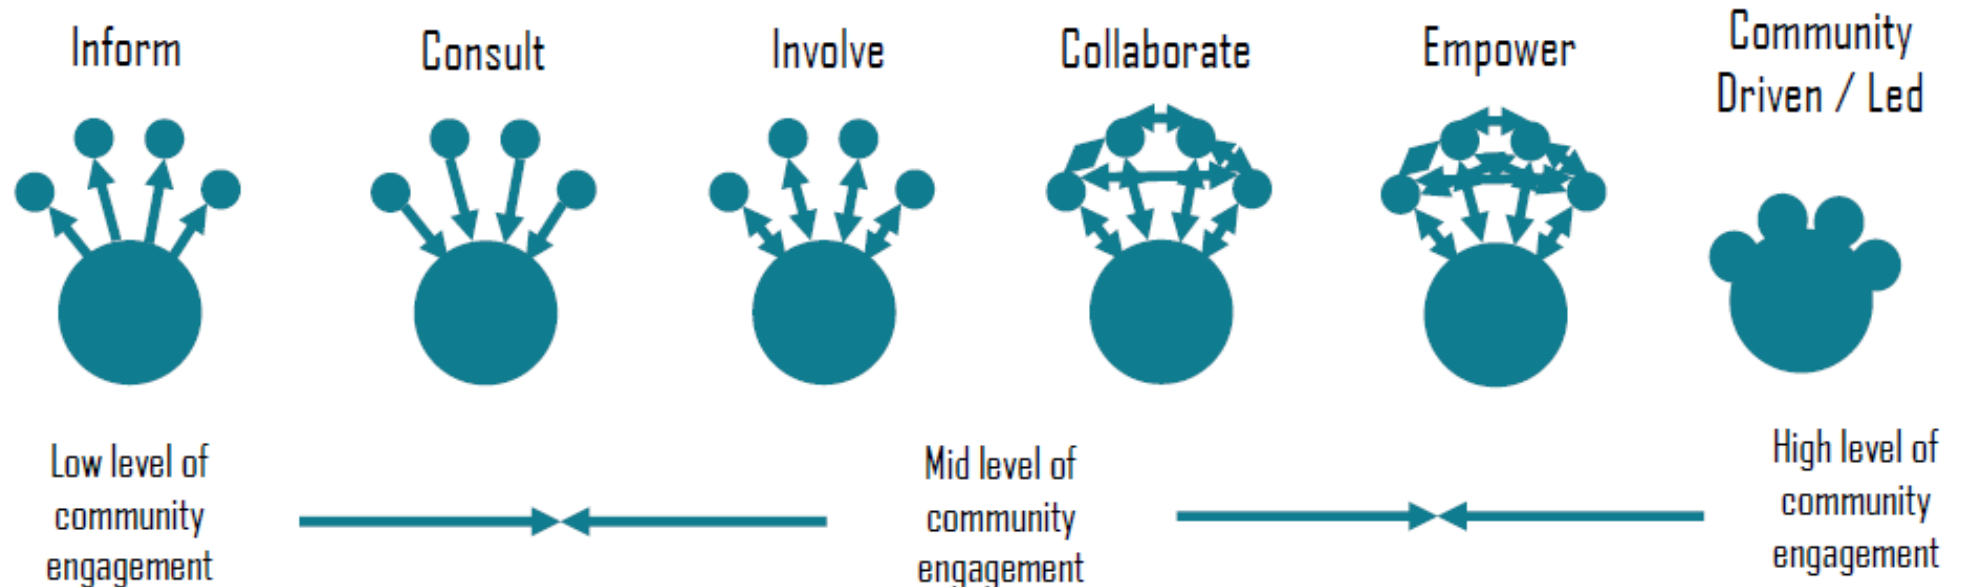 Inform
Consult
Involve
Collaborate
Empower
Community
Driven / Led
Low level of
community
engagement
Mid level of
community
engagement
High level of
community
engagement